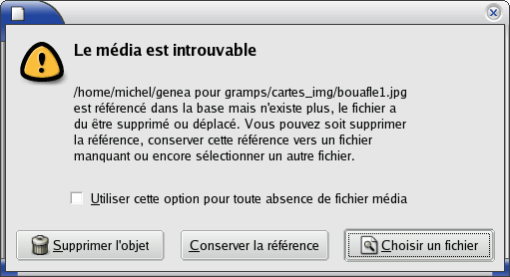 Le média est introuvable
/home/michel/genea pour gramps/cartes_img/bouafle1.jpg
est référencé dans la base mais n'existe plus, le fichier a
du être supprimé ou déplacé. Vous pouvez soit supprimer
la référence, conserver cette référence vers un fichier
manquant ou encore sélectionner un autre fichier.
Utiliser cette option pour toute absence de fichier média
Supprimer l'objet
Conserver la référence
Choisir un fichier